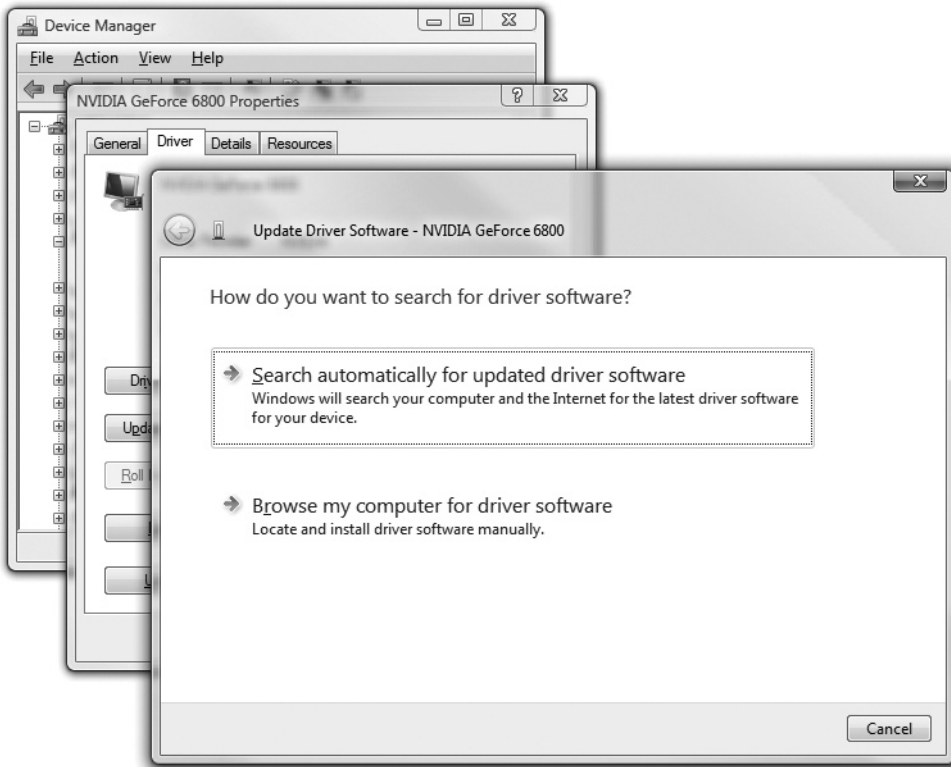 Device Manager
File Action View Help
NVIDIA GeForce 6800 Properties
General Driver Details Resources
Update Driver Software - NVIDIA GeForce 6800
How do you want to search for driver software?
Search automatically for updated driver software
Windows will search your computer and the Internet for the latest driver software
for your device.
Browse my computer for driver software
Locate and install driver software manually.
Cancel